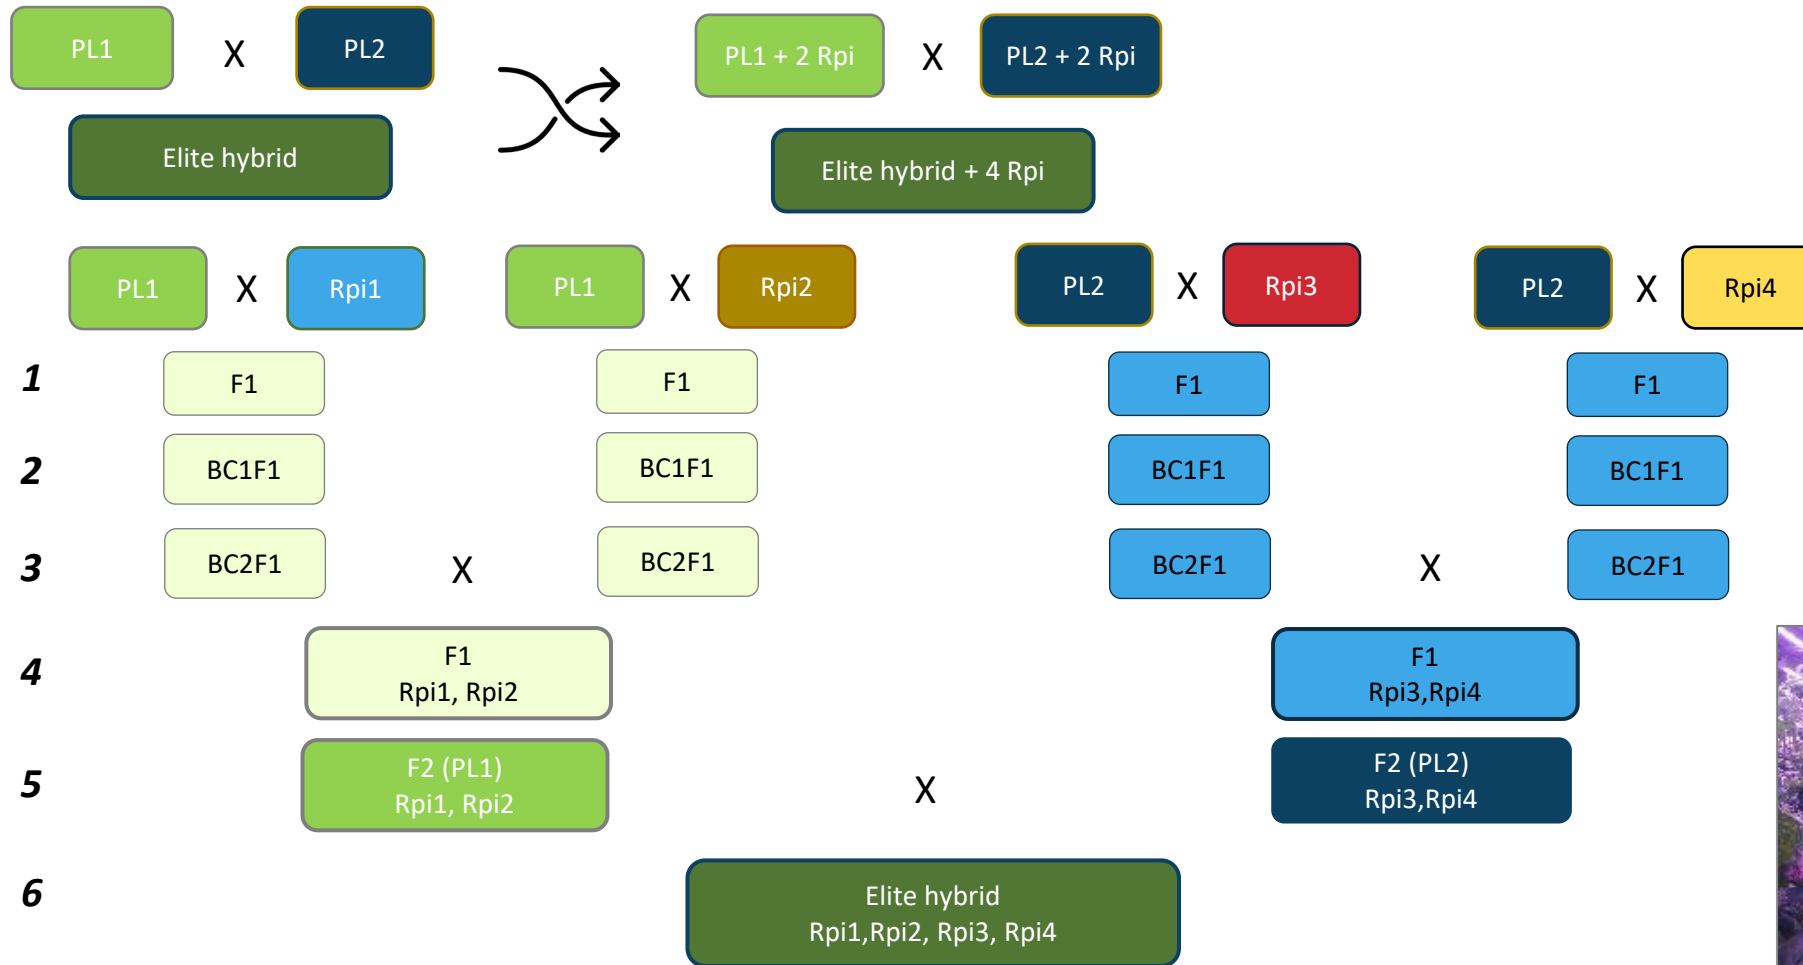 PL1
X
PL2
PL1 + 2 Rpi
X
PL2 + 2 Rpi
Elite hybrid
Elite hybrid + 4 Rpi
PL1
X
Rpi1
PL1
X
Rpi2
PL2
X
Rpi3
PL2
X
Rpi4
1
F1
F1
F1
F1
2
BC1F1
BC1F1
BC1F1
BC1F1
3
BC2F1
X
BC2F1
BC2F1
X
BC2F1
4
F1
Rpi1, Rpi2
F1
Rpi3,Rpi4
5
F2 (PL1)
Rpi1, Rpi2
X
F2 (PL2)
Rpi3,Rpi4
6
Elite hybrid
Rpi1,Rpi2, Rpi3, Rpi4